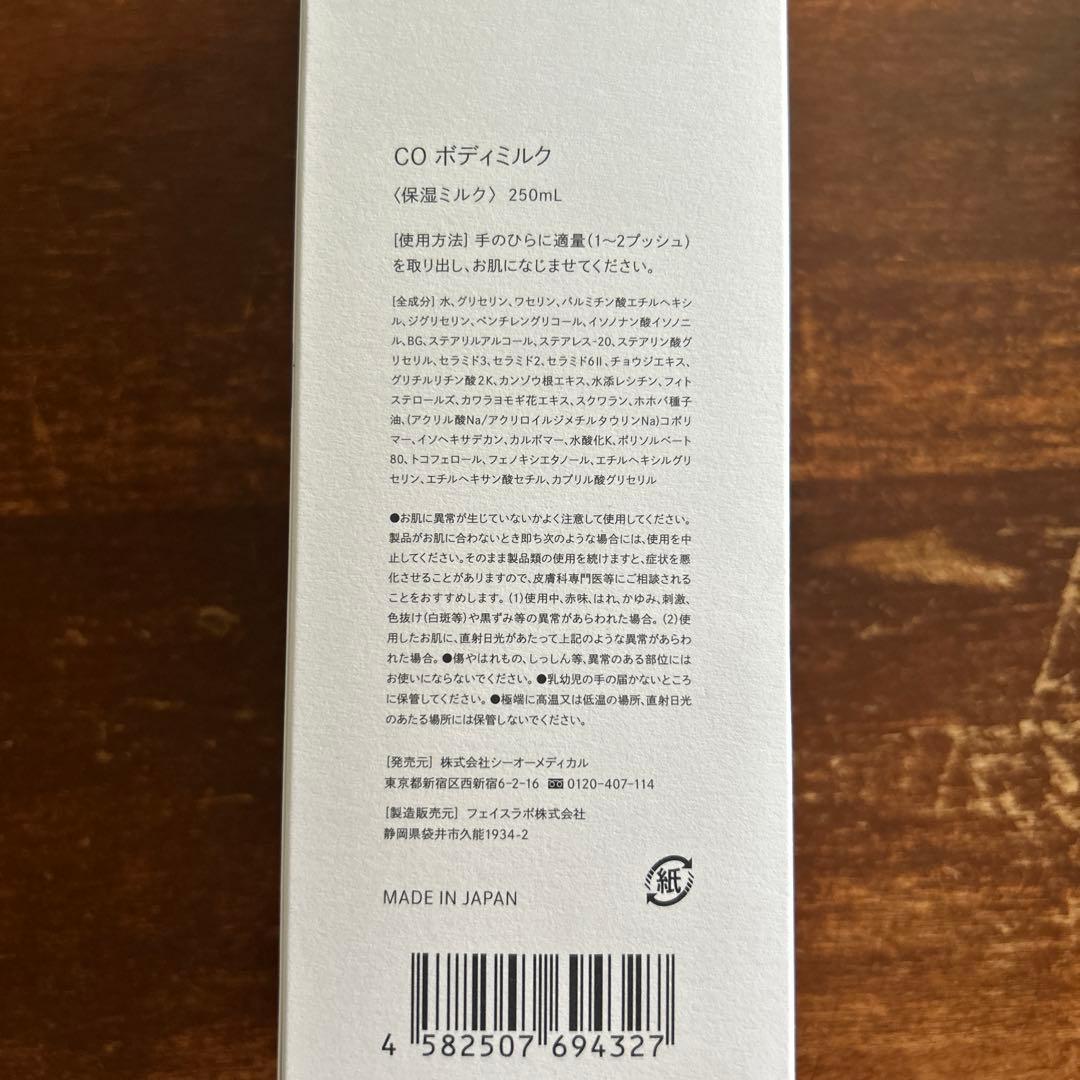 CO ボディミルク
〈保湿ミルク〉 250mL
[使用方法] 手のひらに適量(1〜2プッシュ)
を取り出し、お肌になじませてください。
[全成分] 水、グリセリン、ワセリン、パルミチン酸エチルヘキシ
ル、ジグリセリン、ペンチレングリコール、イソノナン酸イソノニ
ル、BG、ステアリルアルコール、ステアレス-20、ステアリン酸グ
リセリル、セラミド3、セラミド2、セラミド6II、チョウジエキス、
グリチルリチン酸2K、カンゾウ根エキス、水添レシチン、フィト
ステロールズ、カワラヨモギ花エキス、スクワラン、ホホバ種子
油、(アクリル酸Na/アクリロイルジメチルタウリンNa)コポリ
マー、イソヘキサデカン、カルボマー、水酸化K、ポリソルベート
80、トコフェロール、フェノキシエタノール、エチルヘキシルグリ
セリン、エチルヘキサン酸セチル、カプリル酸グリセリル
●お肌に異常が生じていないかよく注意して使用してください。
製品がお肌に合わないとき即ち次のような場合には、使用を中
止してください。そのまま製品類の使用を続けますと、症状を悪
化させることがありますので、皮膚科専門医等にご相談される
ことをおすすめします。(1)使用中、赤味、はれ、かゆみ、刺激、
色抜け(白斑等)や黒ずみ等の異常があらわれた場合。(2)使
用したお肌に、直射日光があたって上記のような異常があらわ
れた場合。●傷やはれもの、しっしん等、異常のある部位には
お使いにならないでください。●乳幼児の手の届かないところ
に保管してください。●極端に高温又は低温の場所、直射日光
のあたる場所には保管しないでください。
[発売元] 株式会社シーオーメディカル
東京都新宿区西新宿6-2-16 0120-407-114
[製造販売元] フェイスラボ株式会社
静岡県袋井市久能1934-2
紙
MADE IN JAPAN
4 582507 694327